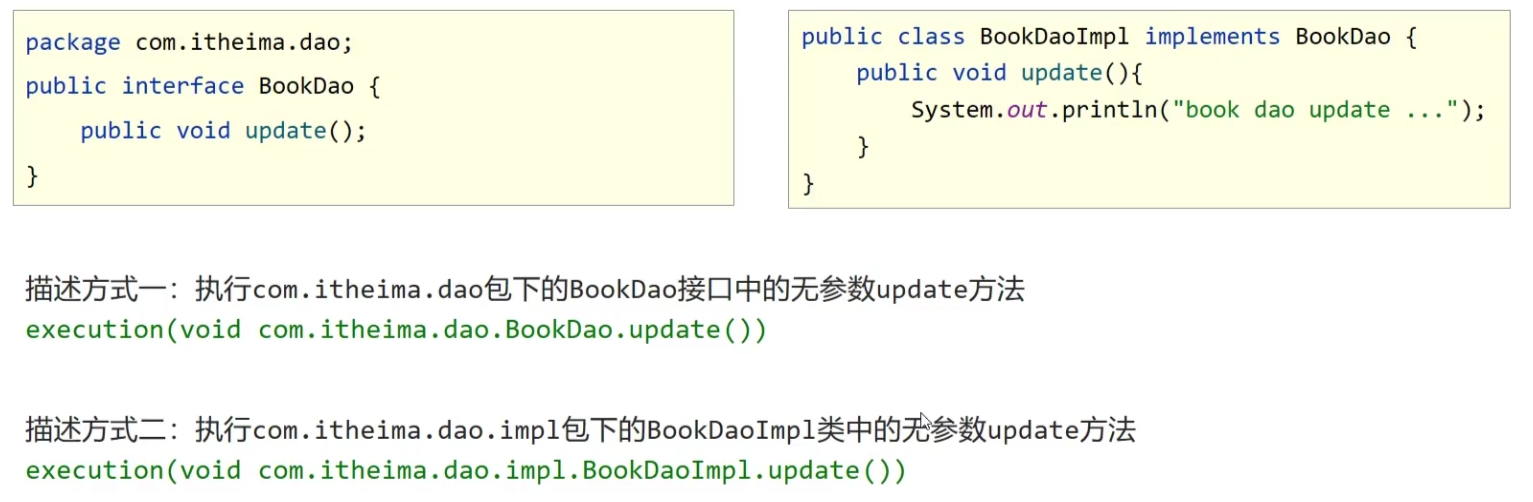 package com.itheima.dao;
public interface BookDao {
    public void update();
}
public class BookDaoImpl implements BookDao {
    public void update(){
        System.out.println("book dao update ...");
    }
}
描述方式一：执行com.itheima.dao包下的BookDao接口中的无参数update方法
execution(void com.itheima.dao.BookDao.update())
描述方式二：执行com.itheima.dao.impl包下的BookDaoImpl类中的无参数update方法
execution(void com.itheima.dao.impl.BookDaoImpl.update())